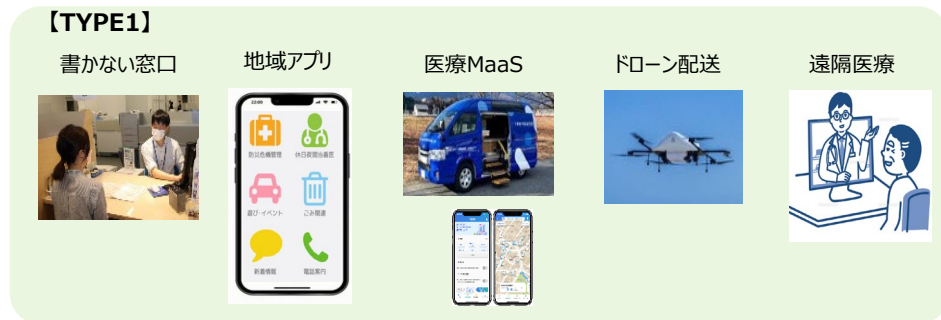 【TYPE1】
書かない窓口
地域アプリ
医療MaaS
ドローン配送
遠隔医療
防災危機管理
休日夜間当番医
遊び・イベント
ごみ関連
新着情報
電話案内